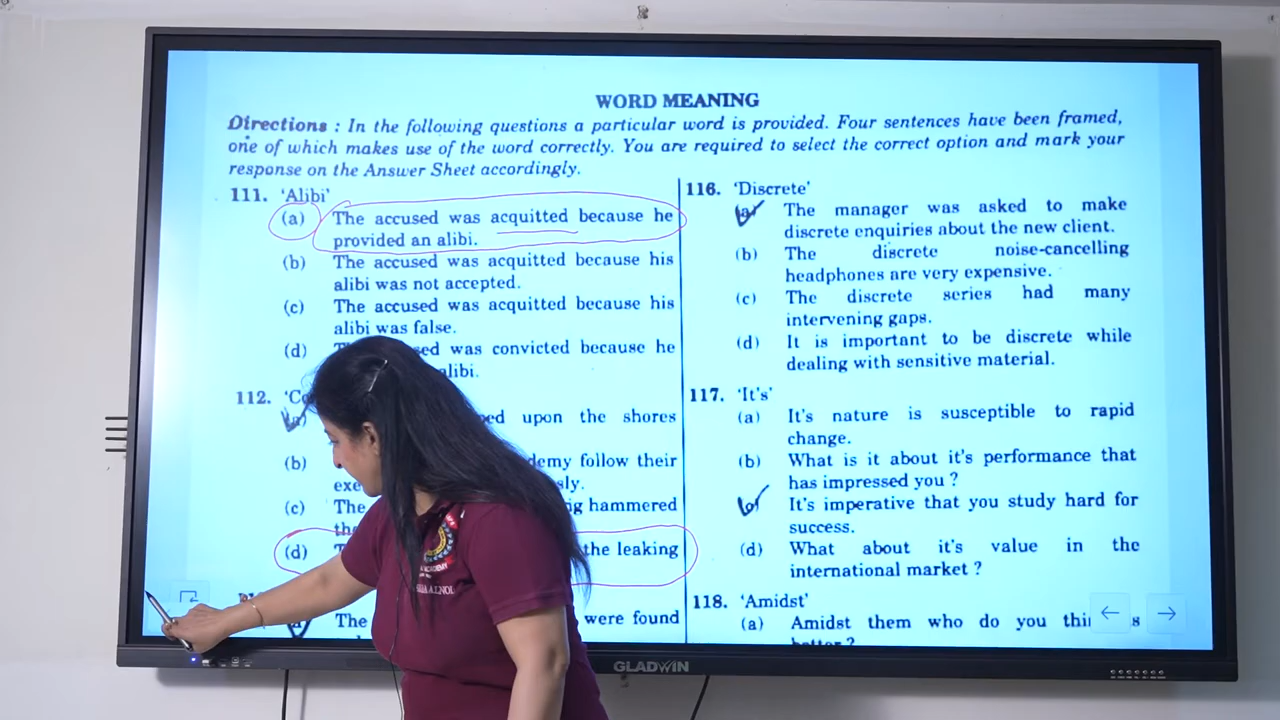 WORD MEANING
Directions : In the following questions a particular word is provided. Four sentences have been framed,
one of which makes use of the word correctly. You are required to select the correct option and mark your
response on the Answer Sheet accordingly.
111. 'Alibi'
(a) The accused was acquitted because he
provided an alibi.
(b) The accused was acquitted because his
alibi was not accepted.
(c) The accused was acquitted because his
alibi was false.
(d) was convicted because he
alibi.
112.
(a) upon the shores
(b) follow their
(c) The hammered
(d) the leaking
The were found
116. 'Discrete'
(a) The manager was asked to make
discrete enquiries about the new client.
(b) The discrete noise-cancelling
headphones are very expensive.
(c) The discrete series had many
intervening gaps.
(d) It is important to be discrete while
dealing with sensitive material.
117. 'It's'
(a) It's nature is susceptible to rapid
change.
(b) What is it about it's performance that
has impressed you ?
(c) It's imperative that you study hard for
success.
(d) What about it's value in the
international market ?
118. 'Amidst'
(a) Amidst them who do you
better ?
GLADWIN